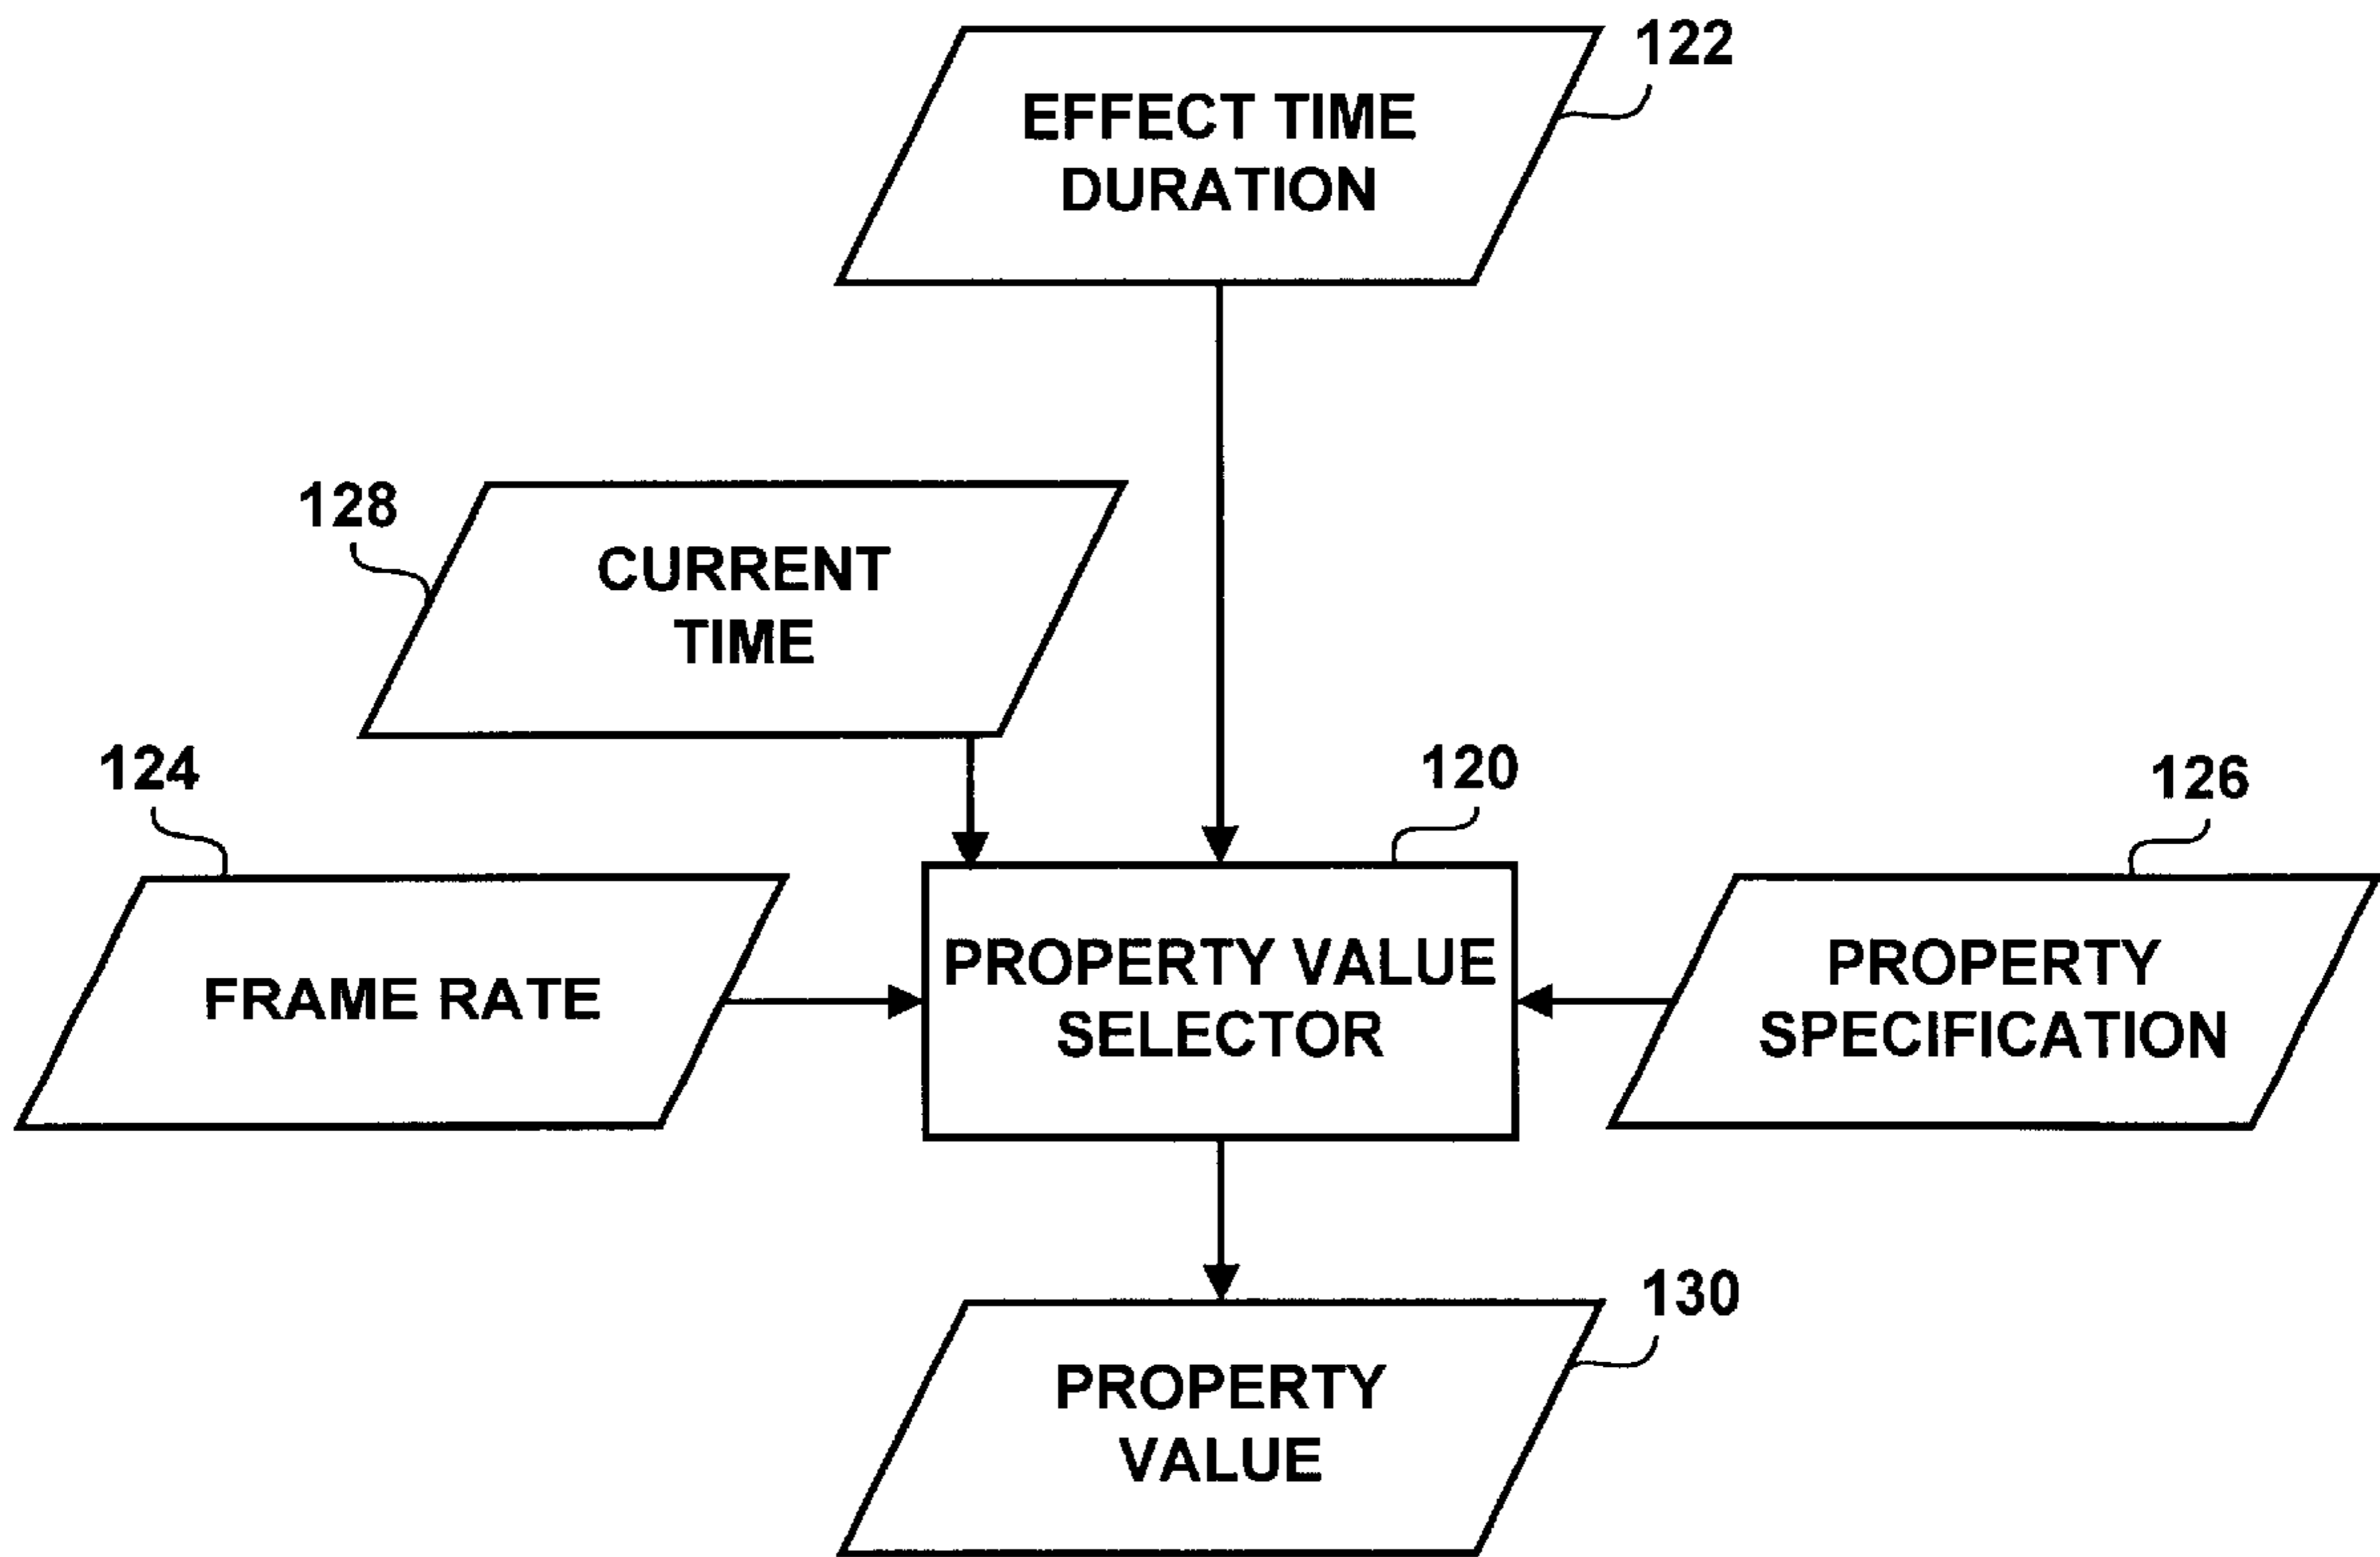 122
EFFECT TIME
DURATION
128
CURRENT
TIME
124
120
126
FRAME RATE
PROPERTY VALUE
SELECTOR
PROPERTY
SPECIFICATION
130
PROPERTY
VALUE